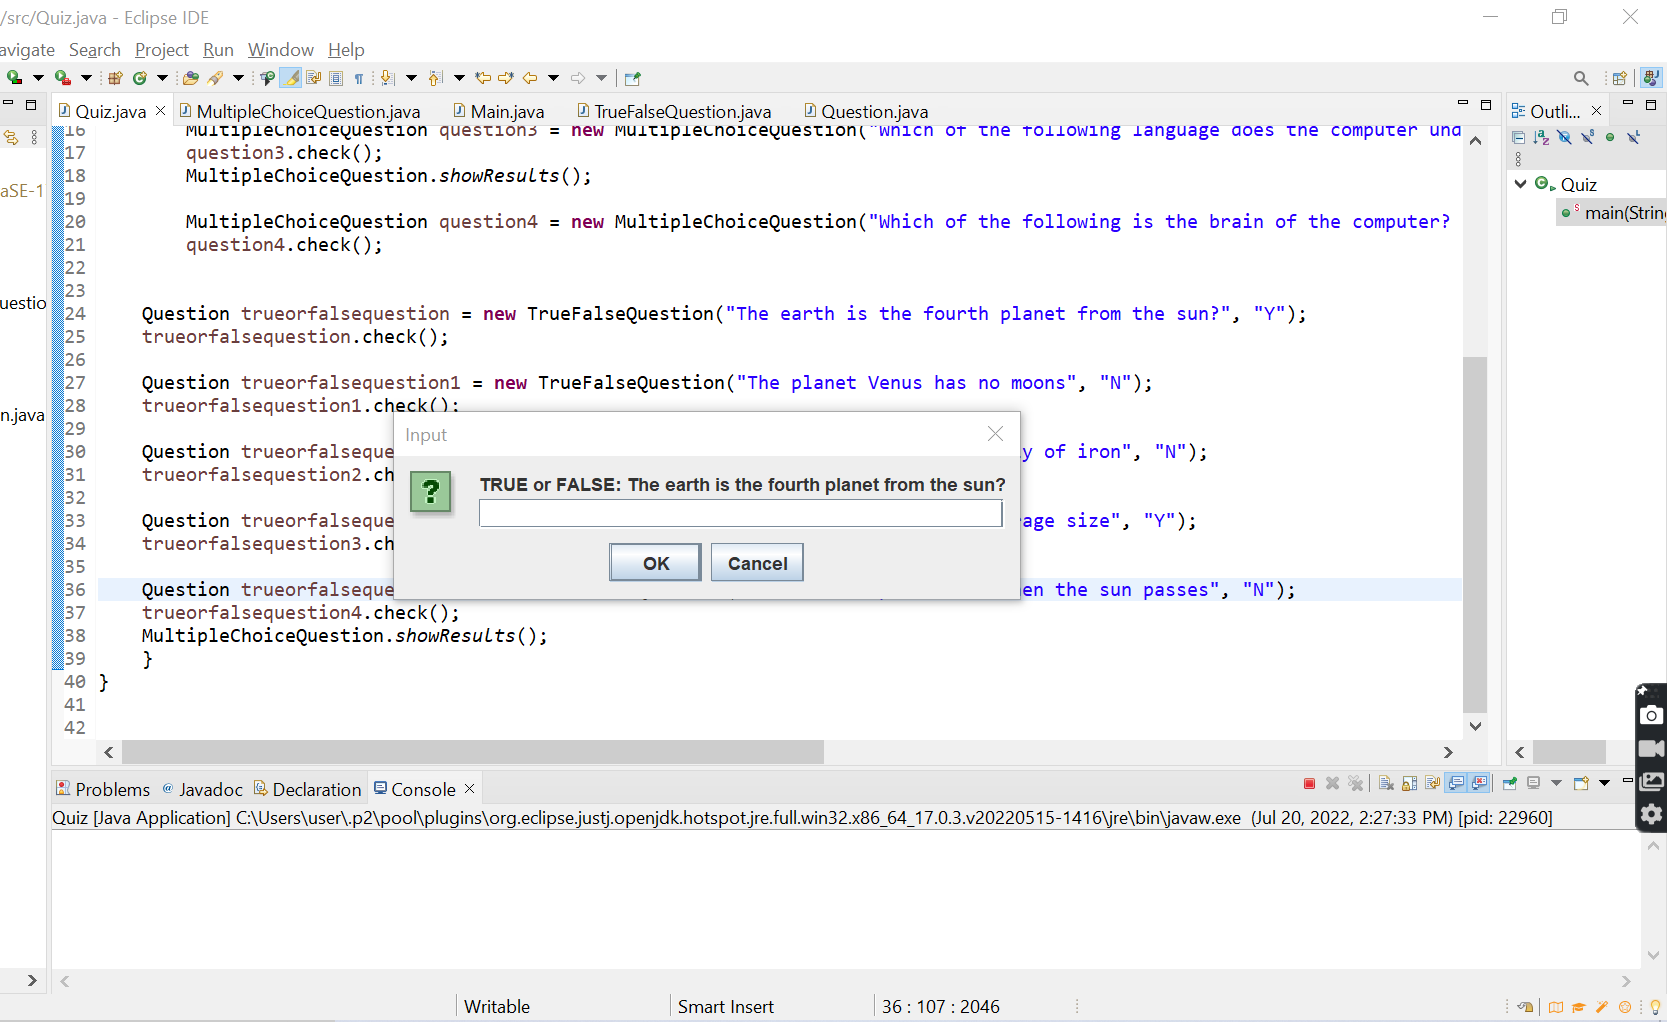 /src/Quiz.java - Eclipse IDE
avigate Search Project Run Window Help
Quiz.java MultipleChoiceQuestion.java Main.java TrueFalseQuestion.java Question.java
Outli...
16 MultipleChoiceQuestion question3 = new MultipleChoiceQuestion("Which of the following language does the computer und
17 question3.check();
18 MultipleChoiceQuestion.showResults();
19
20 MultipleChoiceQuestion question4 = new MultipleChoiceQuestion("Which of the following is the brain of the computer?
21 question4.check();
22
23
24 Question trueorfalsequestion = new TrueFalseQuestion("The earth is the fourth planet from the sun?", "Y");
25 trueorfalsequestion.check();
26
27 Question trueorfalsequestion1 = new TrueFalseQuestion("The planet Venus has no moons", "N");
28 trueorfalsequestion1.check();
29
30 Question trueorfalseque y of iron", "N");
31 trueorfalsequestion2.ch
32
33 Question trueorfalseque rage size", "Y");
34 trueorfalsequestion3.ch
35
36 Question trueorfalseque en the sun passes", "N");
37 trueorfalsequestion4.check();
38 MultipleChoiceQuestion.showResults();
39 }
40 }
41
42
aSE-1
uestio
n.java
Quiz
main(Strin
Input
TRUE or FALSE: The earth is the fourth planet from the sun?
OK Cancel
Problems @ Javadoc Declaration Console
Quiz [Java Application] C:\Users\user\.p2\pool\plugins\org.eclipse.justj.openjdk.hotspot.jre.full.win32.x86_64_17.0.3.v20220515-1416\jre\bin\javaw.exe (Jul 20, 2022, 2:27:33 PM) [pid: 22960]
Writable Smart Insert 36 : 107 : 2046